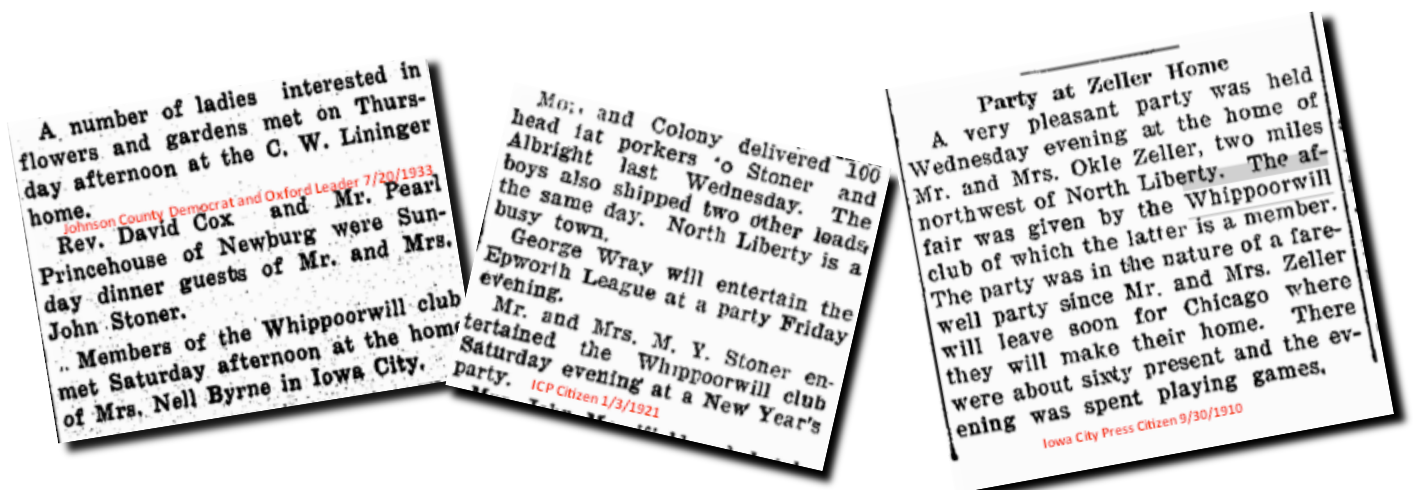 A number of ladies interested in
flowers and gardens met on Thurs-
day afternoon at the C. W. Lininger
home.
Johnson County Democrat and Oxford Leader 7/20/1933
Rev. David Cox and Mr. Pearl
Princehouse of Newburg were Sun-
day dinner guests of Mr. and Mrs.
John Stoner.
Members of the Whippoorwill club
met Saturday afternoon at the home
of Mrs. Nell Byrne in Iowa City.
and Colony delivered 100
head fat porkers to Stoner and
Albright last Wednesday. The
boys also shipped two other loads
the same day. North Liberty is a
busy town.
George Wray will entertain the
Epworth League at a party Friday
evening.
Mr. and Mrs. M. Y. Stoner en-
tertained the Whippoorwill club
Saturday evening at a New Year's
party.
ICP Citizen 1/3/1921
Party at Zeller Home
A very pleasant party was held
Wednesday evening at the home of
Mr. and Mrs. Okle Zeller, two miles
northwest of North Liberty. The af-
fair was given by the Whippoorwill
club of which the latter is a member.
The party was in the nature of a fare-
well party since Mr. and Mrs. Zeller
will leave soon for Chicago where
they will make their home. There
were about sixty present and the ev-
ening was spent playing games.
Iowa City Press Citizen 9/30/1910